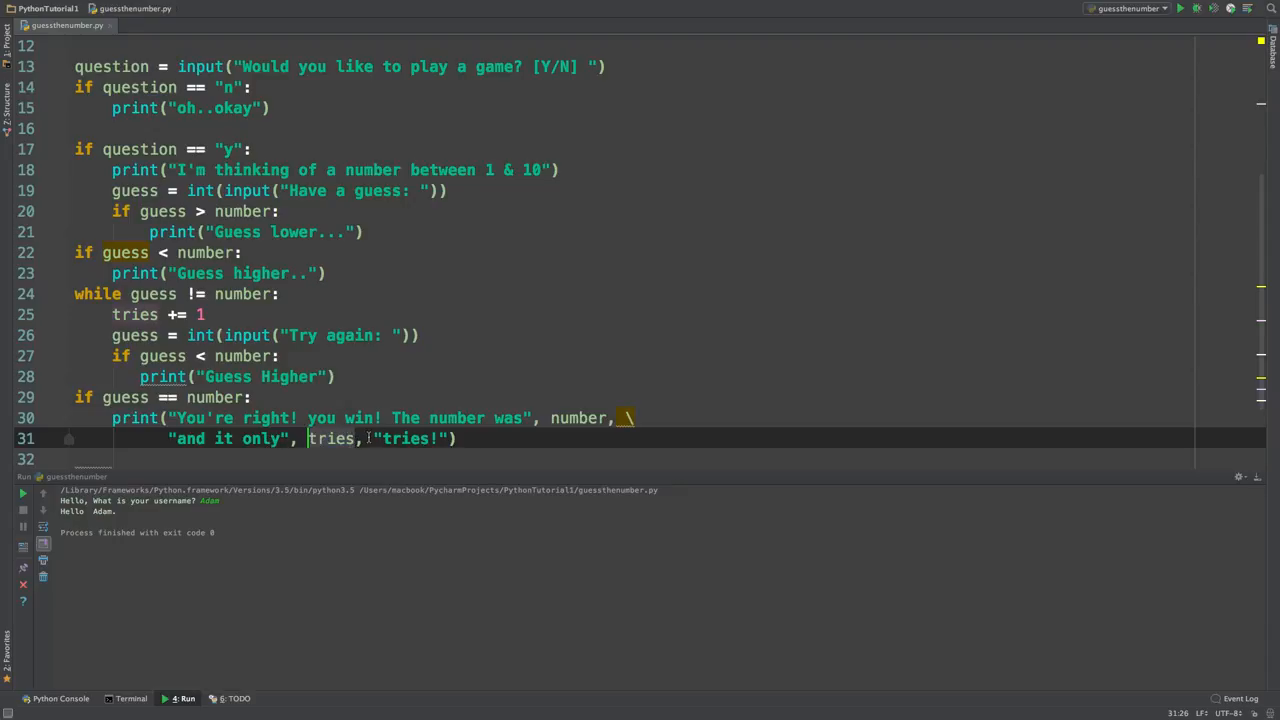 PythonTutorial1 guessthenumber.py guessthenumber
guessthenumber.py
1: Project
Z: Structure
2: Favorites
Database
12
13 question = input("Would you like to play a game? [Y/N] ")
14 if question == "n":
15 print("oh..okay")
16
17 if question == "y":
18 print("I'm thinking of a number between 1 & 10")
19 guess = int(input("Have a guess: "))
20 if guess > number:
21 print("Guess lower...")
22 if guess < number:
23 print("Guess higher..")
24 while guess != number:
25 tries += 1
26 guess = int(input("Try again: "))
27 if guess < number:
28 print("Guess Higher")
29 if guess == number:
30 print("You're right! you win! The number was", number, \
31 "and it only", tries, "tries!")
32
Run guessthenumber
/Library/Frameworks/Python.framework/Versions/3.5/bin/python3.5 /Users/macbook/PycharmProjects/PythonTutorial1/guessthenumber.py
Hello, What is your username? Adam
Hello  Adam.
Process finished with exit code 0
Python Console Terminal 4: Run 6: TODO Event Log
31:26 LF÷ UTF-8÷